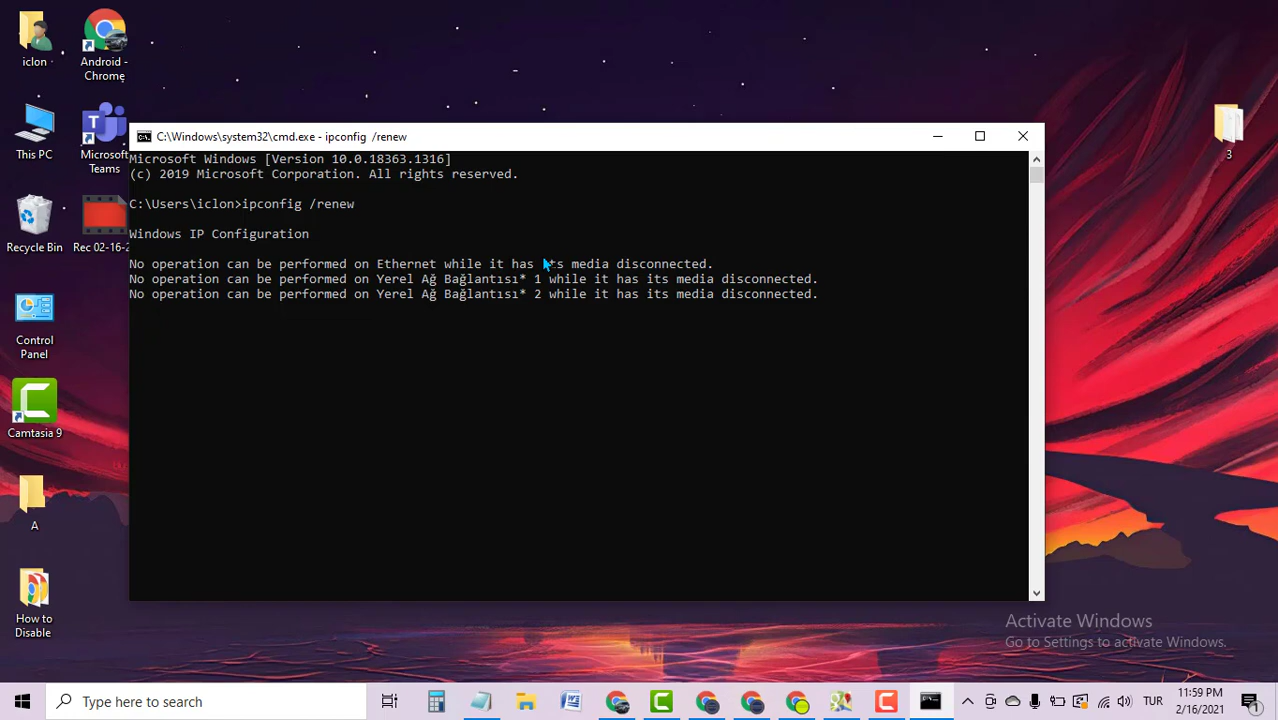 iclon
Android -
Chrome
This PC
Microsoft
Teams
Recycle Bin
Rec 02-16-2
Control
Panel
Camtasia 9
A
How to
Disable
3
C:\Windows\system32\cmd.exe - ipconfig  /renew
Microsoft Windows [Version 10.0.18363.1316]
(c) 2019 Microsoft Corporation. All rights reserved.
C:\Users\iclon>ipconfig /renew
Windows IP Configuration
No operation can be performed on Ethernet while it has its media disconnected.
No operation can be performed on Yerel Ağ Bağlantısı* 1 while it has its media disconnected.
No operation can be performed on Yerel Ağ Bağlantısı* 2 while it has its media disconnected.
Activate Windows
Go to Settings to activate Windows.
Type here to search
TUR
11:59 PM
2/16/2021
1